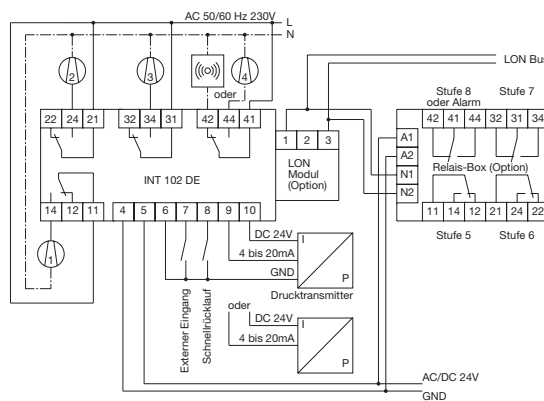 AC 50/60 Hz 230V
L
N
2
3
4
oder
LON Bus
22 24 21
32 34 31
42 44 41
1 2 3
LON
Modul
(Option)
INT 102 DE
14 12 11
4 5 6 7 8 9 10
1
Stufe 8
oder Alarm
Stufe 7
42 41 44 32 31 34
A1
A2
N1
N2
Relais-Box (Option)
11 14 12 21 24 22
Stufe 5
Stufe 6
DC 24V
4 bis 20mA
GND
I
P
Drucktransmitter
Externer Eingang
Schnellrücklauf
oder
DC 24V
4 bis 20mA
I
P
AC/DC 24V
GND